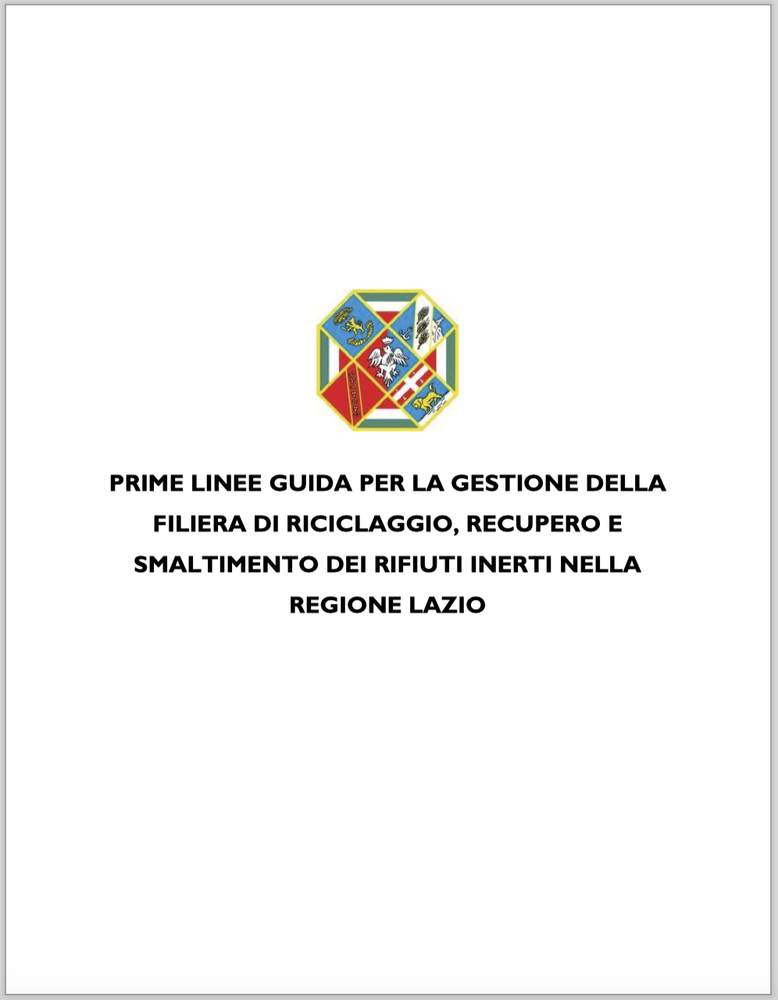 PRIME LINEE GUIDA PER LA GESTIONE DELLA
FILIERA DI RICICLAGGIO, RECUPERO E
SMALTIMENTO DEI RIFIUTI INERTI NELLA
REGIONE LAZIO